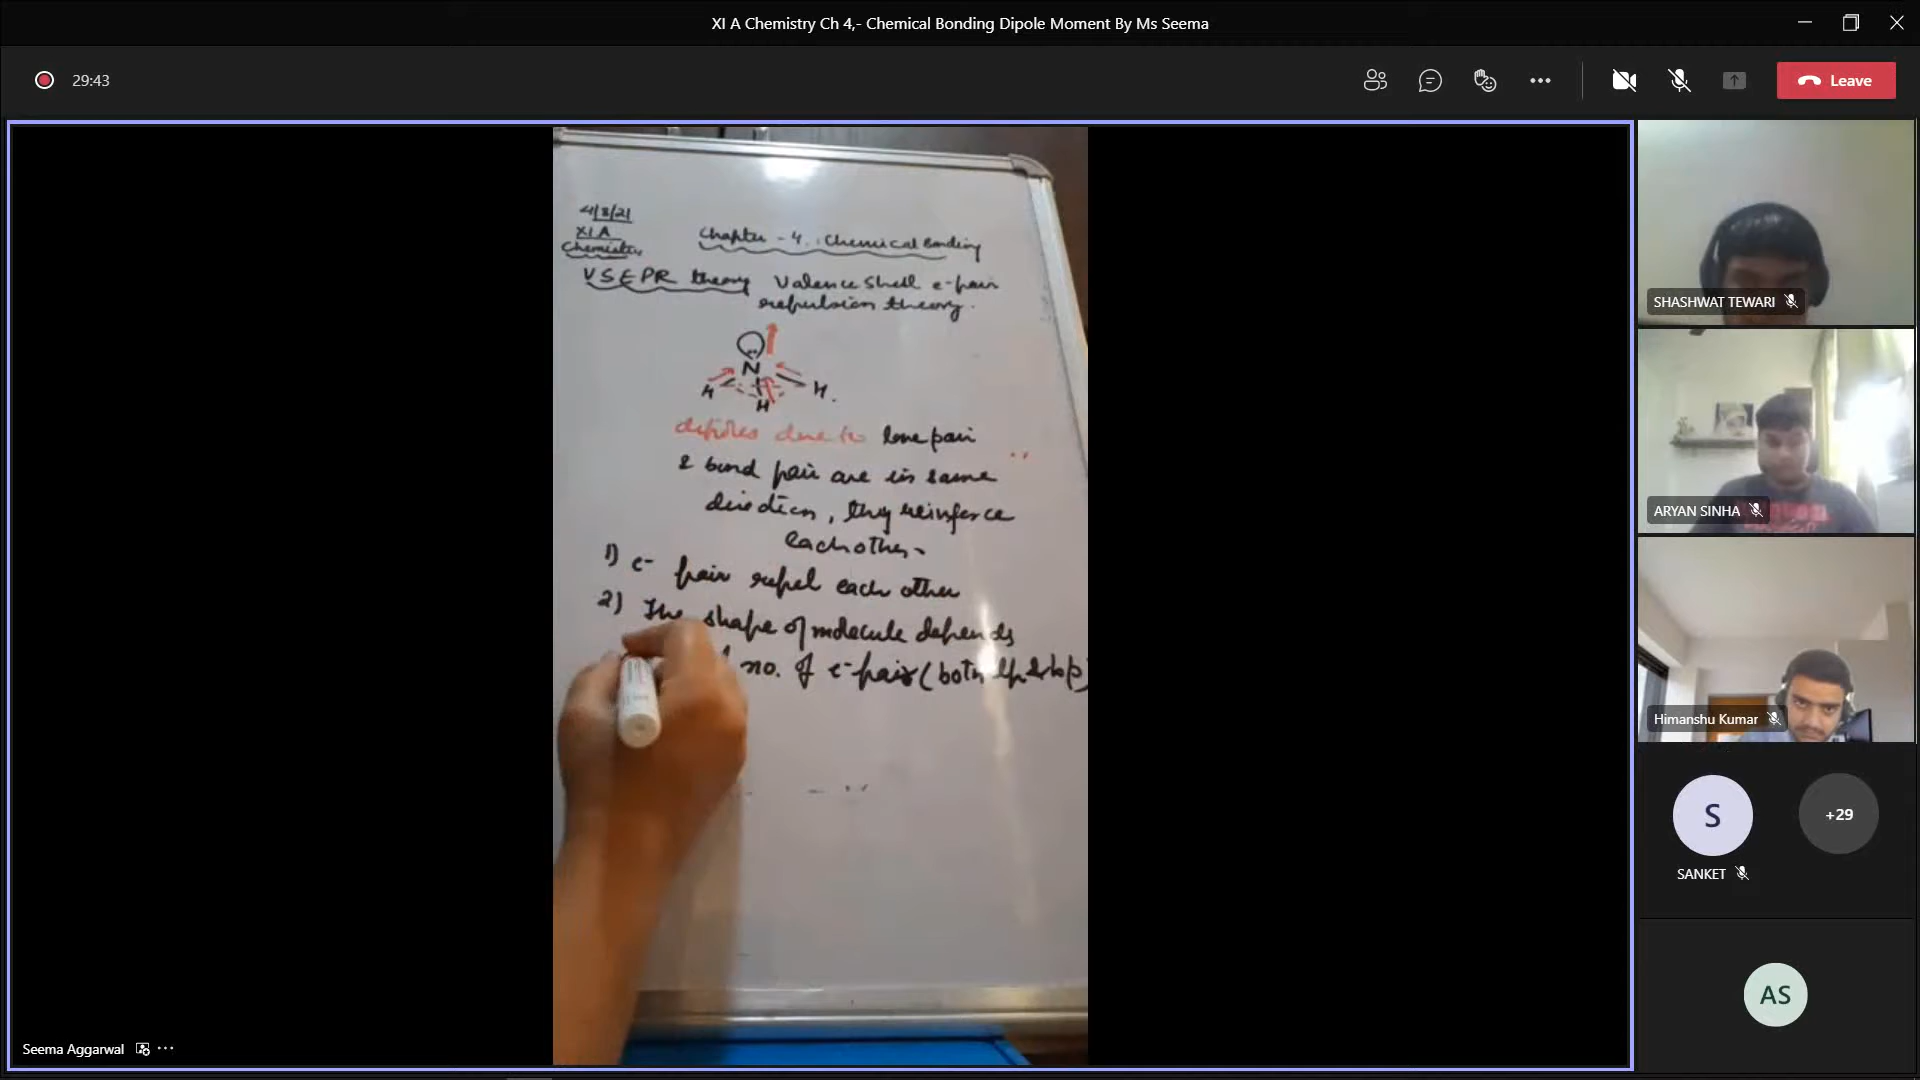 XI A Chemistry Ch 4,- Chemical Bonding Dipole Moment By Ms Seema
29:43
Leave
4/8/21
XI A
Chemistry
Chapter - 4. Chemical Bonding
VSEPR theory Valence Shell e-pair
repulsion theory.
N
H H
H
dipoles due to lone pair
& bond pair are in same
direction, they reinforce
each other.
1) e- pair repel each other
2) The shape of molecule depends
no. of e- pairs (both lp & bp)
SHASHWAT TEWARI
ARYAN SINHA
Himanshu Kumar
S
+29
SANKET
AS
Seema Aggarwal